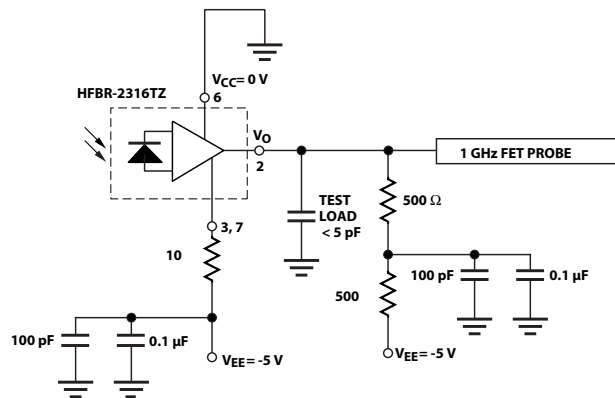 V_CC = 0 V
HFBR-2316TZ
6
V_O
2
1 GHz FET PROBE
TEST
LOAD
< 5 pF
500 Ω
3, 7
10
100 pF
0.1 µF
500
100 pF
0.1 µF
V_EE = -5 V
V_EE = -5 V